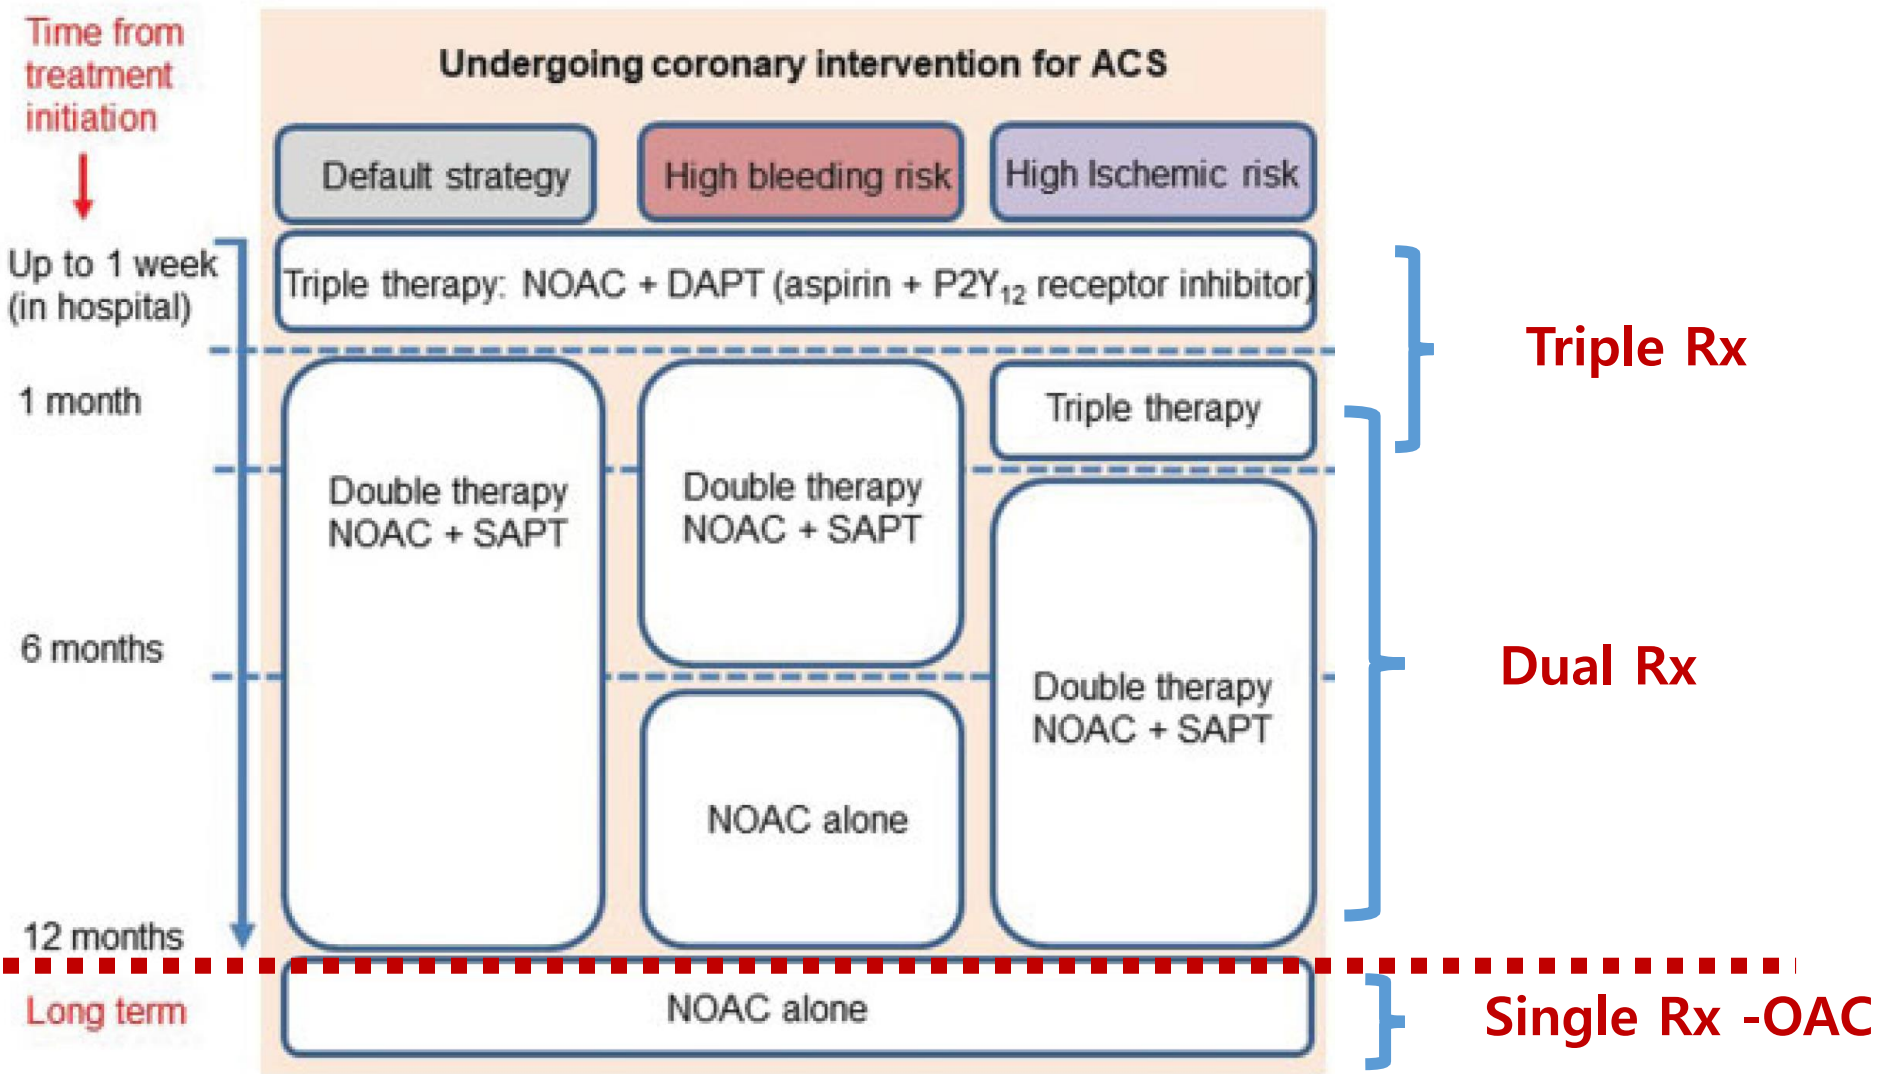 Time from
treatment
initiation
Undergoing coronary intervention for ACS
Default strategy
High bleeding risk
High Ischemic risk
Up to 1 week
(in hospital)
Triple therapy: NOAC + DAPT (aspirin + P2Y₁₂ receptor inhibitor)
Triple Rx
1 month
Triple therapy
Double therapy
NOAC + SAPT
Double therapy
NOAC + SAPT
6 months
Double therapy
NOAC + SAPT
Dual Rx
NOAC alone
12 months
Long term
NOAC alone
Single Rx -OAC